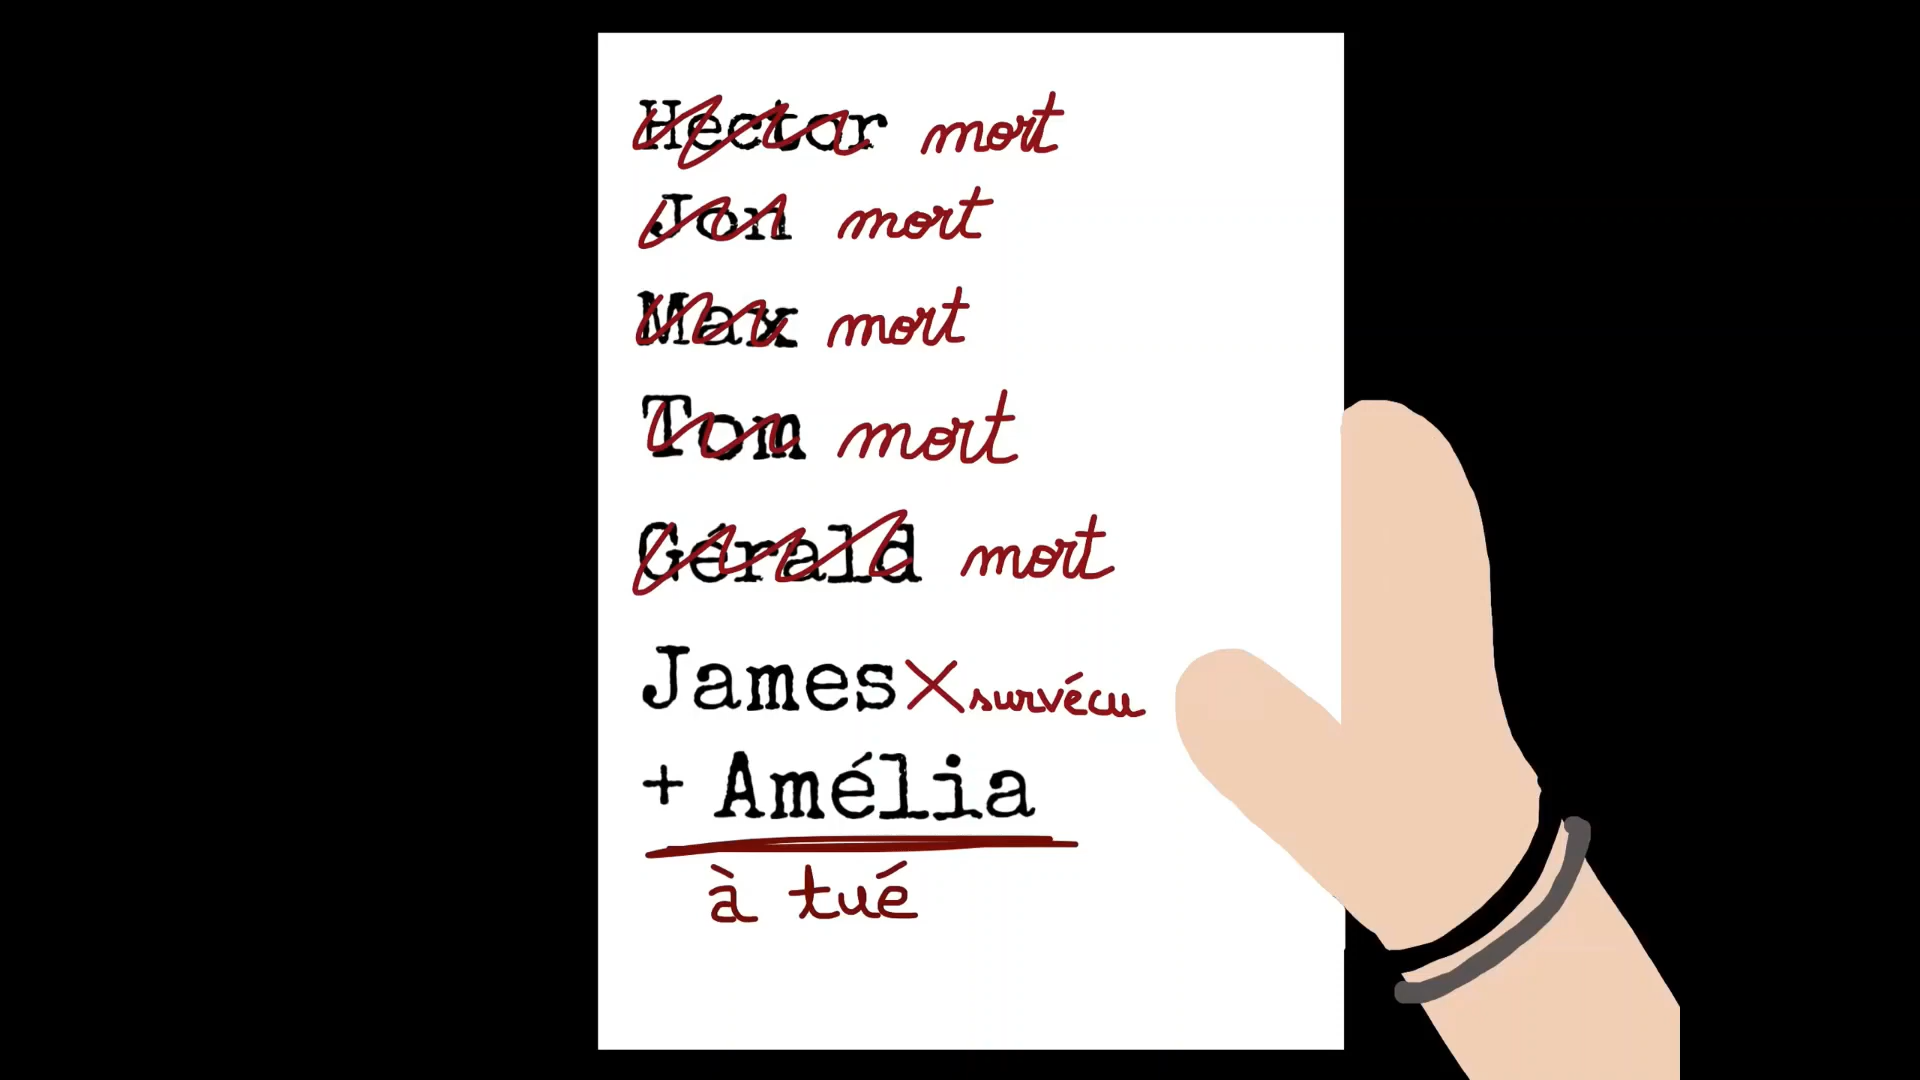 Hector mort
Jon mort
Max mort
Tom mort
Gérald mort
James X survécu
+ Amélia
à tué